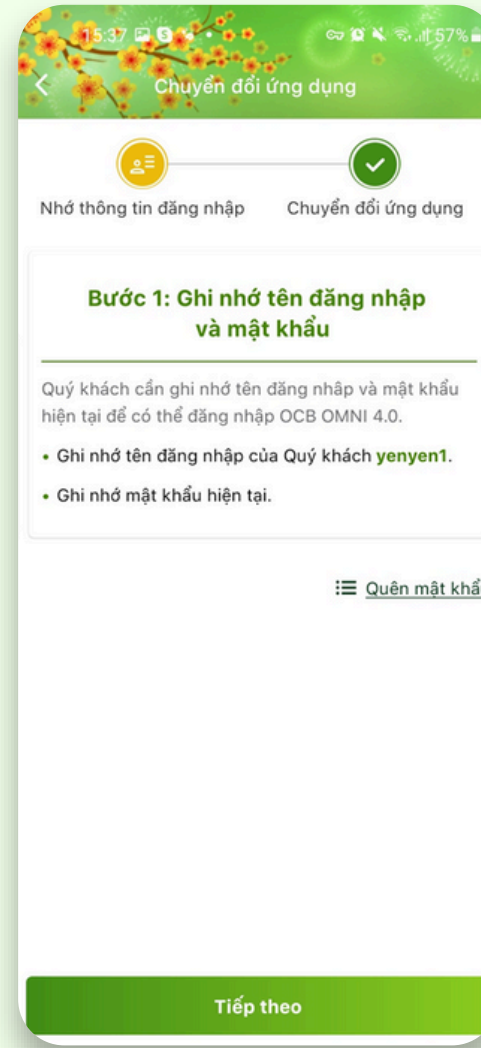 15:37 57%
Chuyển đổi ứng dụng
Nhớ thông tin đăng nhập Chuyển đổi ứng dụng
Bước 1: Ghi nhớ tên đăng nhập
và mật khẩu
Quý khách cần ghi nhớ tên đăng nhâp và mật khẩu
hiện tại để có thể đăng nhập OCB OMNI 4.0.
• Ghi nhớ tên đăng nhập của Quý khách yenyen1.
• Ghi nhớ mật khẩu hiện tại.
Quên mật khẩ
Tiếp theo